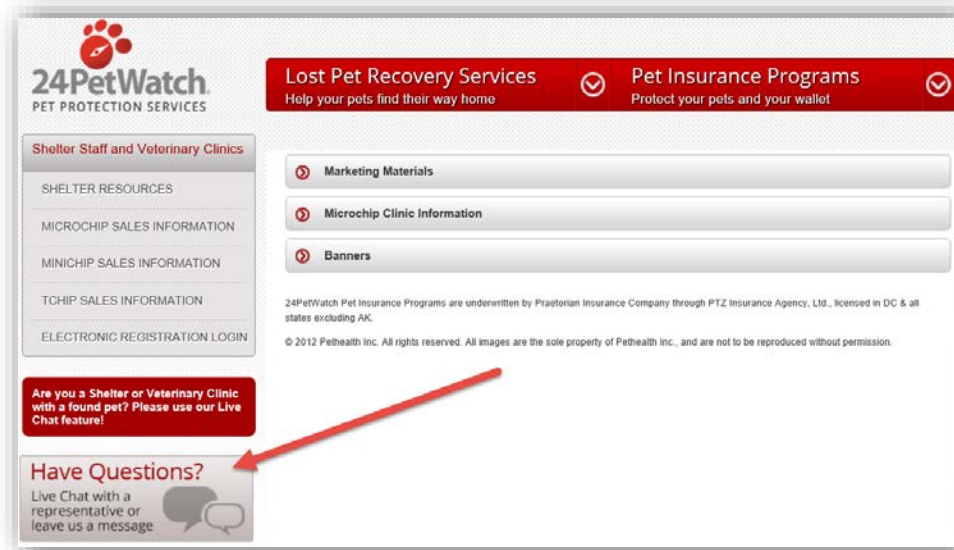 24PetWatch
PET PROTECTION SERVICES
Lost Pet Recovery Services
Help your pets find their way home
Pet Insurance Programs
Protect your pets and your wallet
Shelter Staff and Veterinary Clinics
SHELTER RESOURCES
MICROCHIP SALES INFORMATION
MINICHIP SALES INFORMATION
TCHIP SALES INFORMATION
ELECTRONIC REGISTRATION LOGIN
Marketing Materials
Microchip Clinic Information
Banners
24PetWatch Pet Insurance Programs are underwritten by Praetorian Insurance Company through PTZ Insurance Agency, Ltd., licensed in DC & all
states excluding AK.
© 2012 Pethealth Inc. All rights reserved. All images are the sole property of Pethealth Inc., and are not to be reproduced without permission.
Are you a Shelter or Veterinary Clinic
with a found pet? Please use our Live
Chat feature!
Have Questions?
Live Chat with a
representative or
leave us a message